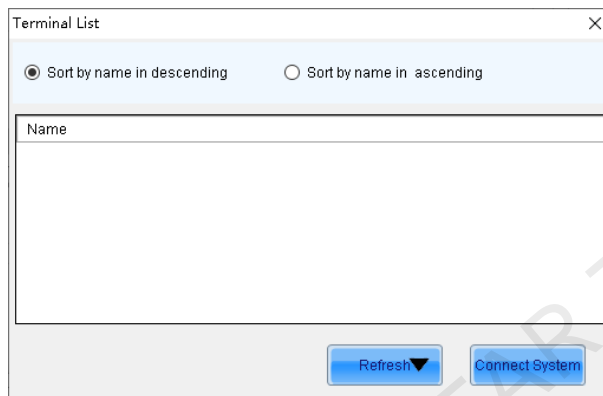 Terminal List
Sort by name in descending Sort by name in ascending
Name
Refresh Connect System